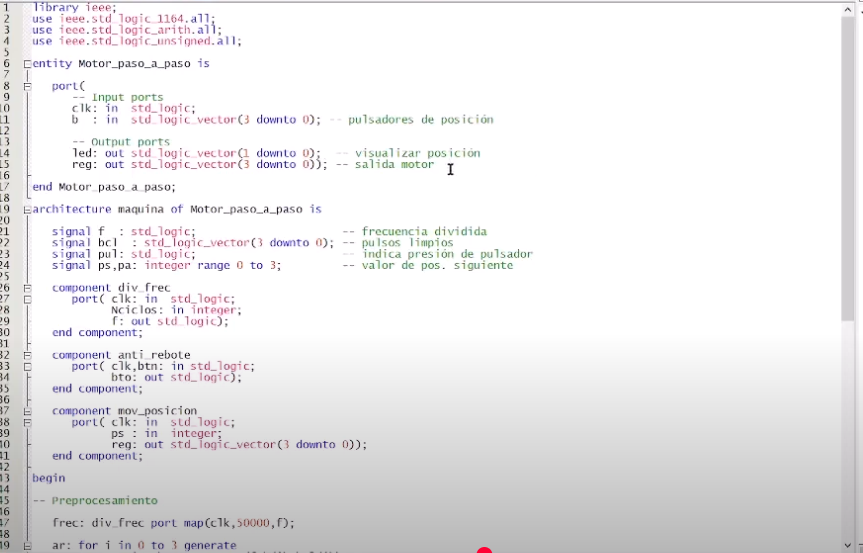 1 library ieee;
2 use ieee.std_logic_1164.all;
3 use ieee.std_logic_arith.all;
4 use ieee.std_logic_unsigned.all;
5
6 entity Motor_paso_a_paso is
7
8 port(
9 -- Input ports
10 clk: in std_logic;
11 b : in std_logic_vector(3 downto 0); -- pulsadores de posición
12
13 -- Output ports
14 led: out std_logic_vector(1 downto 0); -- visualizar posición
15 reg: out std_logic_vector(3 downto 0)); -- salida motor
16
17 end Motor_paso_a_paso;
18
19 architecture maquina of Motor_paso_a_paso is
20
21 signal f : std_logic; -- frecuencia dividida
22 signal bcl : std_logic_vector(3 downto 0); -- pulsos limpios
23 signal pul: std_logic; -- indica presión de pulsador
24 signal ps,pa: integer range 0 to 3; -- valor de pos. siguiente
25
26 component div_frec
27 port( clk: in std_logic;
28 Nciclos: in integer;
29 f: out std_logic);
30 end component;
31
32 component anti_rebote
33 port( clk,btn: in std_logic;
34 bto: out std_logic);
35 end component;
36
37 component mov_posicion
38 port( clk: in std_logic;
39 ps : in integer;
40 reg: out std_logic_vector(3 downto 0));
41 end component;
42
43 begin
44
45 -- Preprocesamiento
46
47 frec: div_frec port map(clk,50000,f);
48
49 ar: for i in 0 to 3 generate